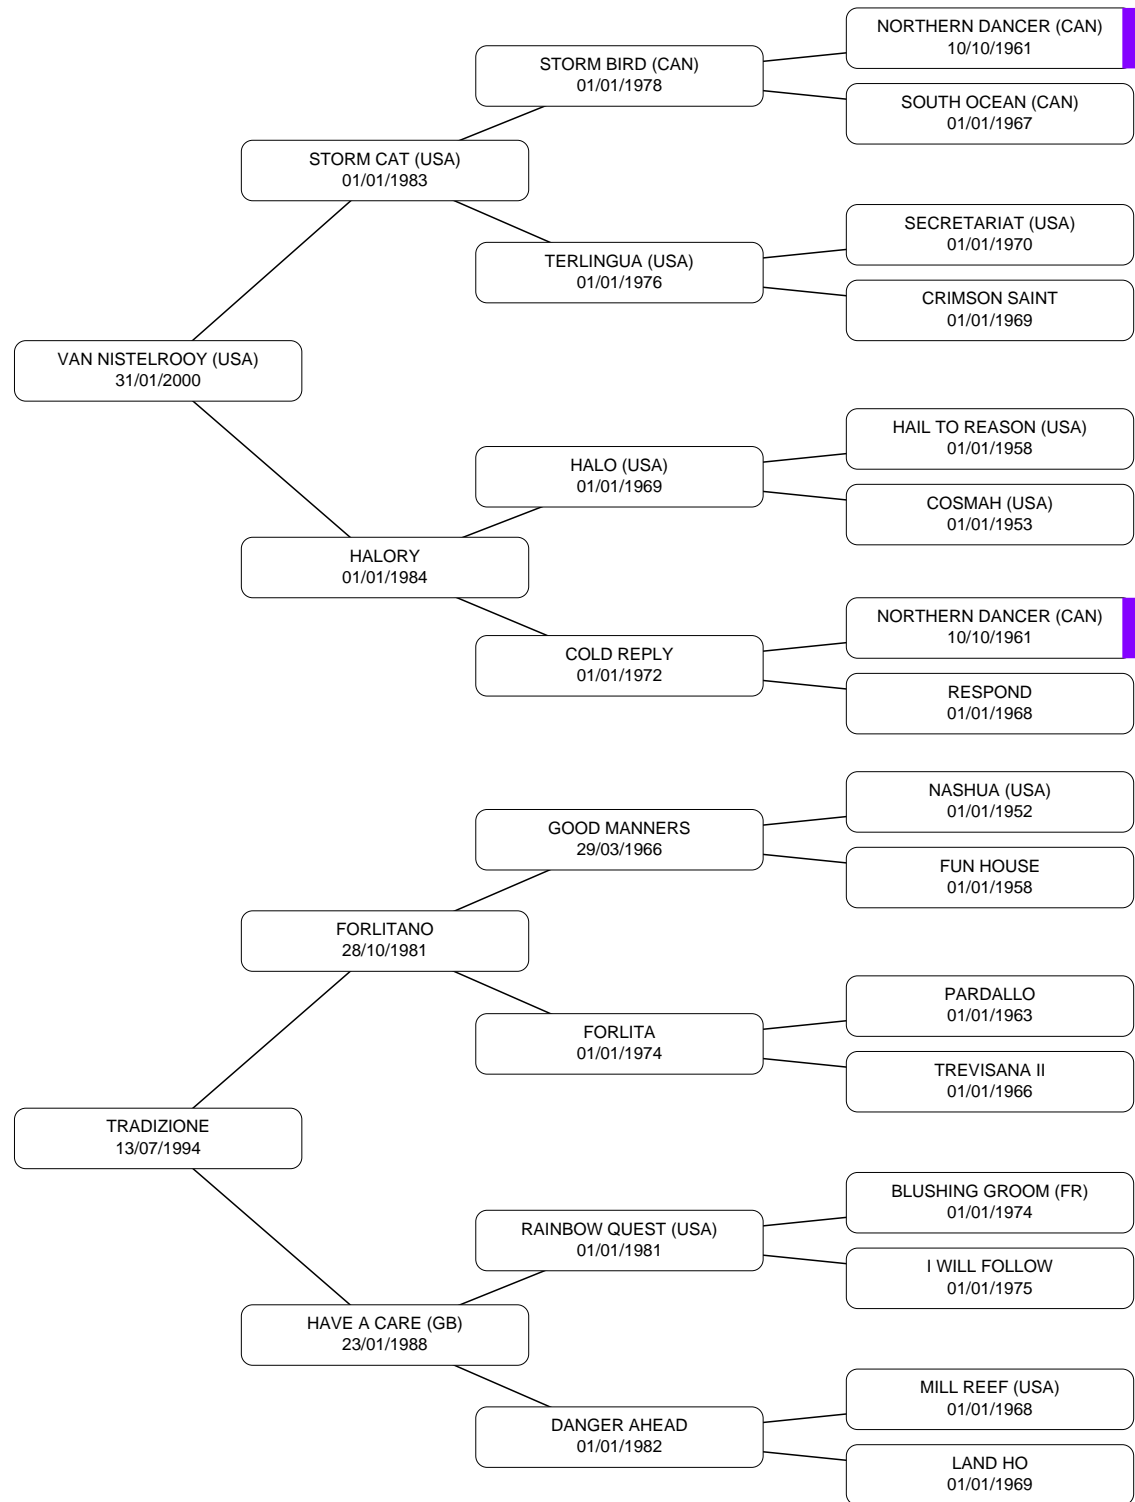 NORTHERN DANCER (CAN)
10/10/1961
STORM BIRD (CAN)
01/01/1978
SOUTH OCEAN (CAN)
01/01/1967
STORM CAT (USA)
01/01/1983
SECRETARIAT (USA)
01/01/1970
TERLINGUA (USA)
01/01/1976
CRIMSON SAINT
01/01/1969
VAN NISTELROOY (USA)
31/01/2000
HAIL TO REASON (USA)
01/01/1958
HALO (USA)
01/01/1969
COSMAH (USA)
01/01/1953
HALORY
01/01/1984
NORTHERN DANCER (CAN)
10/10/1961
COLD REPLY
01/01/1972
RESPOND
01/01/1968
NASHUA (USA)
01/01/1952
GOOD MANNERS
29/03/1966
FUN HOUSE
01/01/1958
FORLITANO
28/10/1981
PARDALLO
01/01/1963
FORLITA
01/01/1974
TREVISANA II
01/01/1966
TRADIZIONE
13/07/1994
BLUSHING GROOM (FR)
01/01/1974
RAINBOW QUEST (USA)
01/01/1981
I WILL FOLLOW
01/01/1975
HAVE A CARE (GB)
23/01/1988
MILL REEF (USA)
01/01/1968
DANGER AHEAD
01/01/1982
LAND HO
01/01/1969